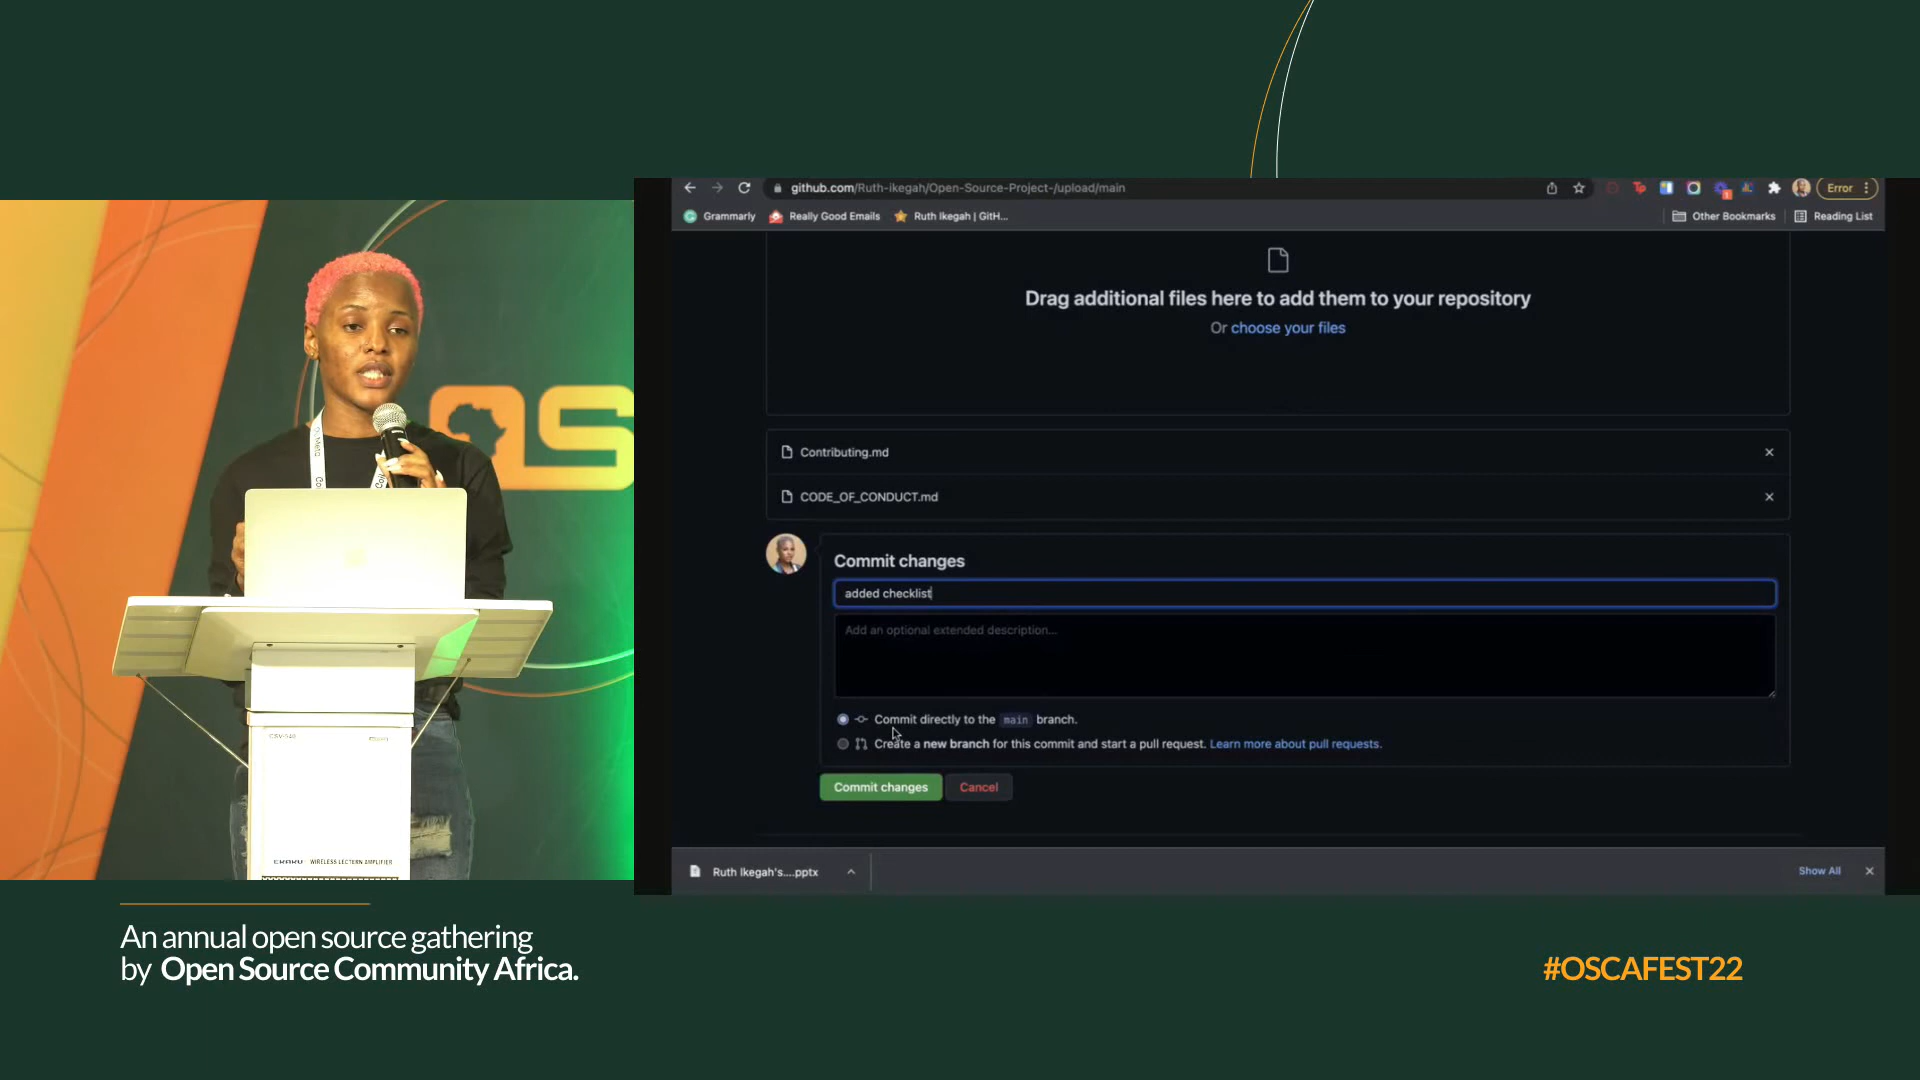 github.com/Ruth-ikegah/Open-Source-Project-/upload/main
Error
Grammarly
Really Good Emails
Ruth Ikegah | GitH...
Other Bookmarks
Reading List
Drag additional files here to add them to your repository
Or choose your files
Contributing.md
CODE_OF_CONDUCT.md
Commit changes
added checklist
Add an optional extended description...
Commit directly to the main branch.
Create a new branch for this commit and start a pull request. Learn more about pull requests.
Commit changes
Cancel
Ruth Ikegah's....pptx
Show All
OS
WIRELESS LECTERN AMPLIFIER
An annual open source gathering
by Open Source Community Africa.
#OSCAFEST22